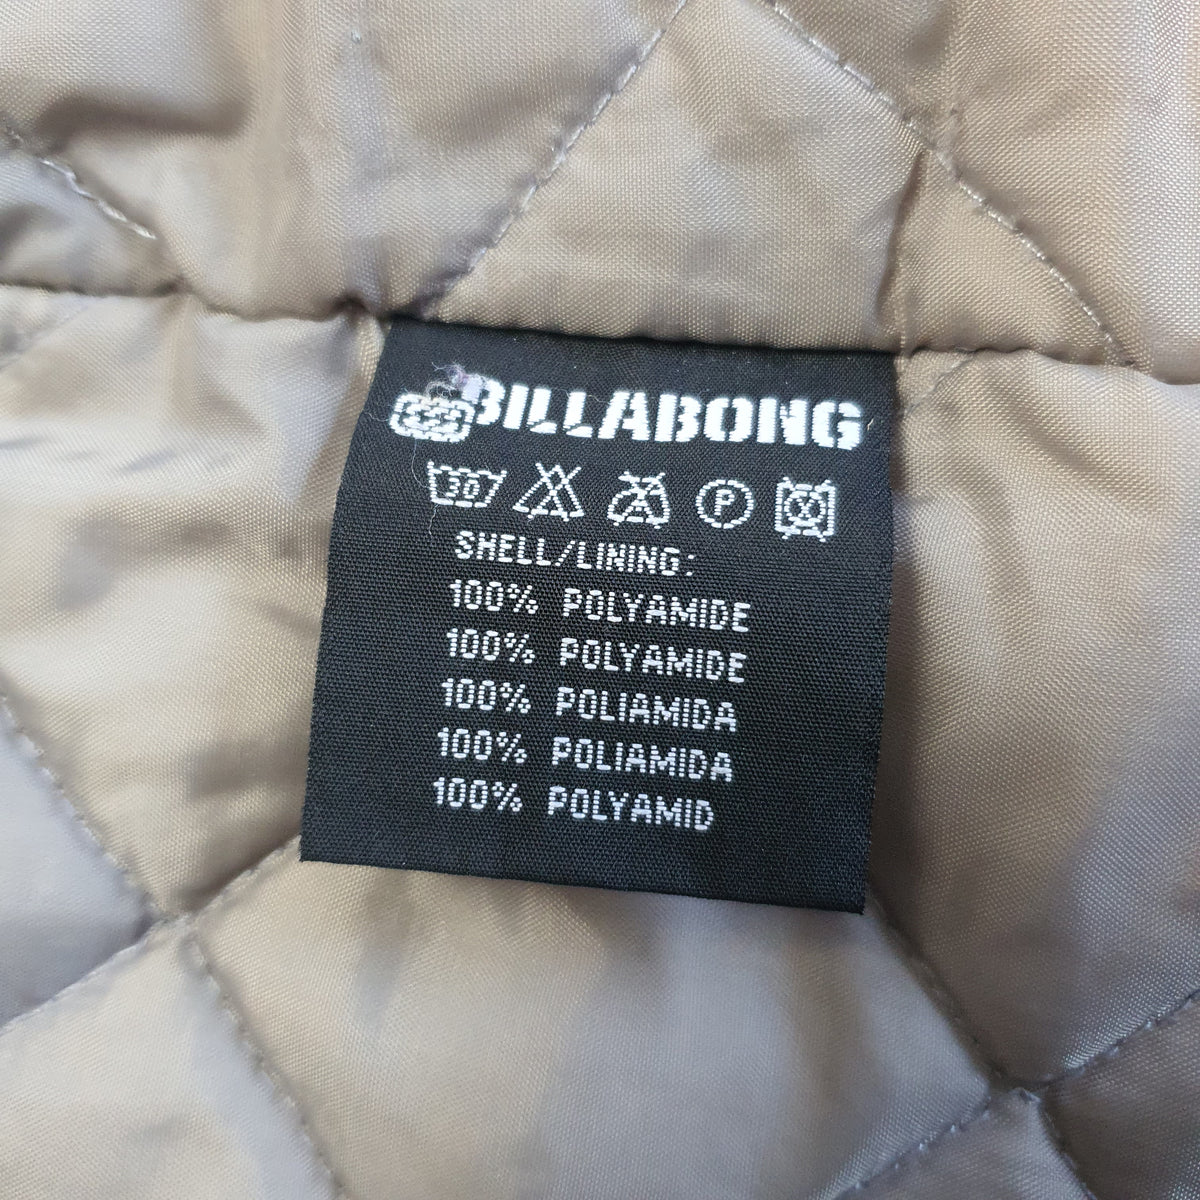 BILLABONG
30 P
SHELL/LINING:
100% POLYAMIDE
100% POLYAMIDE
100% POLIAMIDA
100% POLIAMIDA
100% POLYAMID